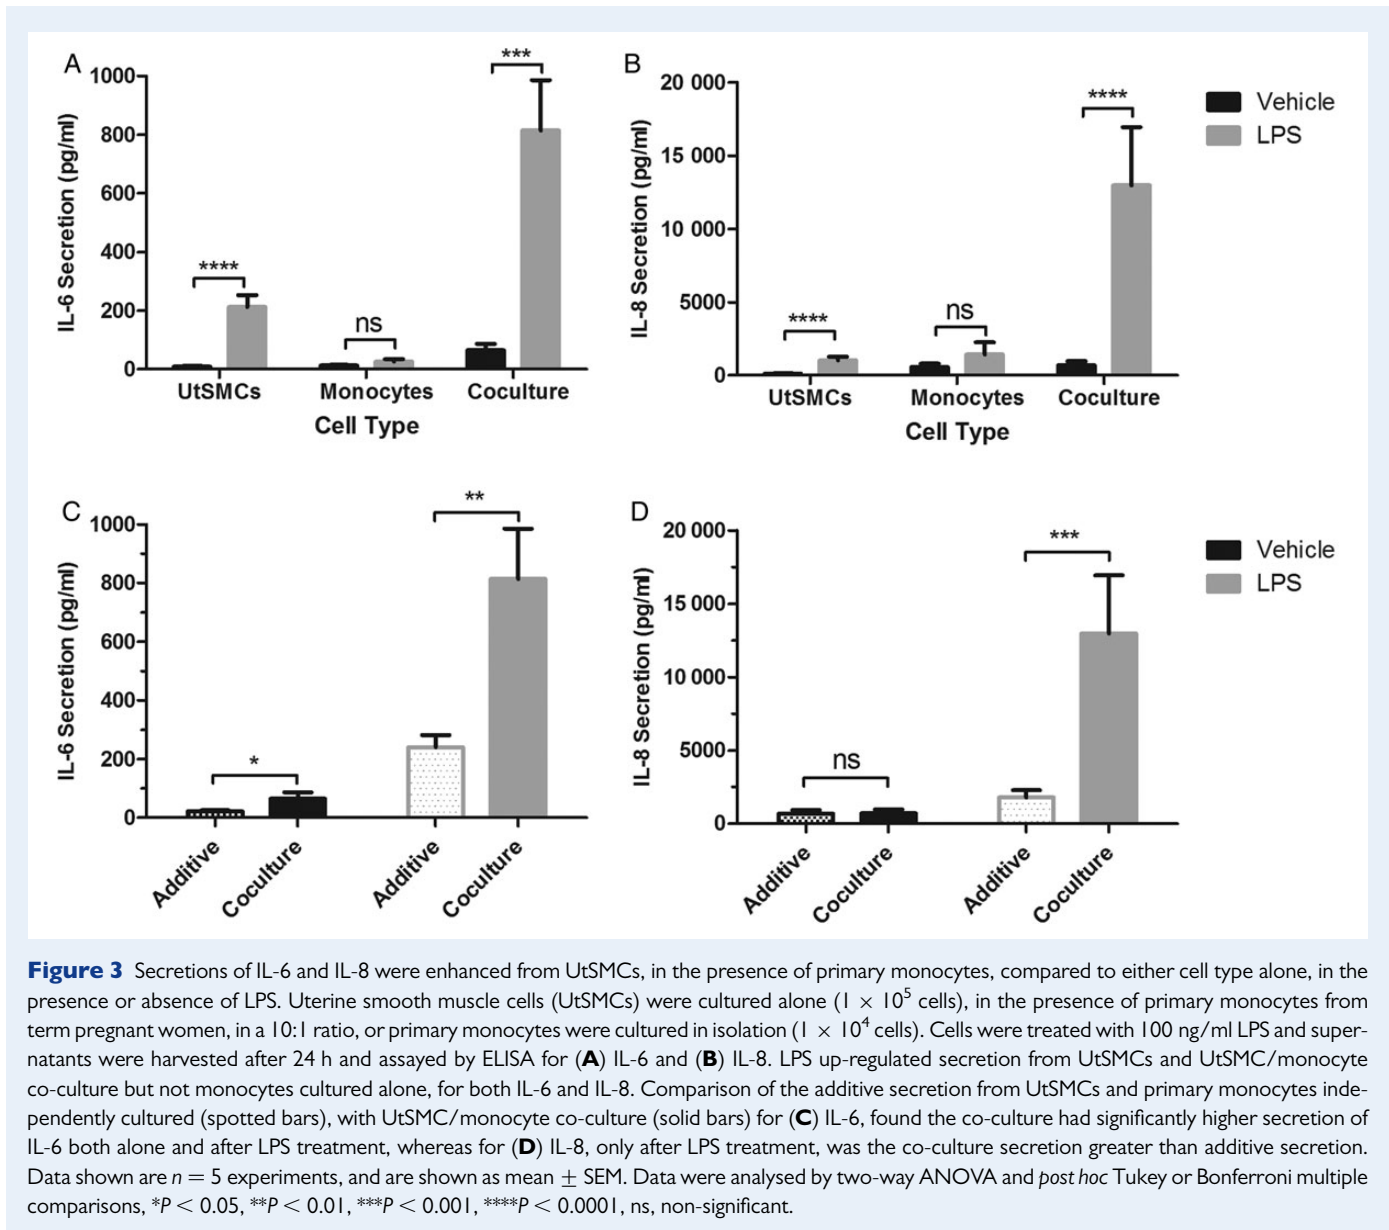 A
IL-6 Secretion (pg/ml)
1000
800
600
400
200
0
****
ns
***
UtSMCs Monocytes Coculture
Cell Type
B
IL-8 Secretion (pg/ml)
20 000
15 000
10 000
5000
0
****
ns
****
UtSMCs Monocytes Coculture
Cell Type
Vehicle
LPS
C
IL-6 Secretion (pg/ml)
1000
800
600
400
200
0
*
**
Additive Coculture Additive Coculture
D
IL-8 Secretion (pg/ml)
20 000
15 000
10 000
5000
0
ns
***
Additive Coculture Additive Coculture
Vehicle
LPS
Figure 3 Secretions of IL-6 and IL-8 were enhanced from UtSMCs, in the presence of primary monocytes, compared to either cell type alone, in the
presence or absence of LPS. Uterine smooth muscle cells (UtSMCs) were cultured alone (1 × 10⁵ cells), in the presence of primary monocytes from
term pregnant women, in a 10:1 ratio, or primary monocytes were cultured in isolation (1 × 10⁴ cells). Cells were treated with 100 ng/ml LPS and super-
natants were harvested after 24 h and assayed by ELISA for (A) IL-6 and (B) IL-8. LPS up-regulated secretion from UtSMCs and UtSMC/monocyte
co-culture but not monocytes cultured alone, for both IL-6 and IL-8. Comparison of the additive secretion from UtSMCs and primary monocytes inde-
pendently cultured (spotted bars), with UtSMC/monocyte co-culture (solid bars) for (C) IL-6, found the co-culture had significantly higher secretion of
IL-6 both alone and after LPS treatment, whereas for (D) IL-8, only after LPS treatment, was the co-culture secretion greater than additive secretion.
Data shown are n = 5 experiments, and are shown as mean ± SEM. Data were analysed by two-way ANOVA and post hoc Tukey or Bonferroni multiple
comparisons, *P < 0.05, **P < 0.01, ***P < 0.001, ****P < 0.0001, ns, non-significant.